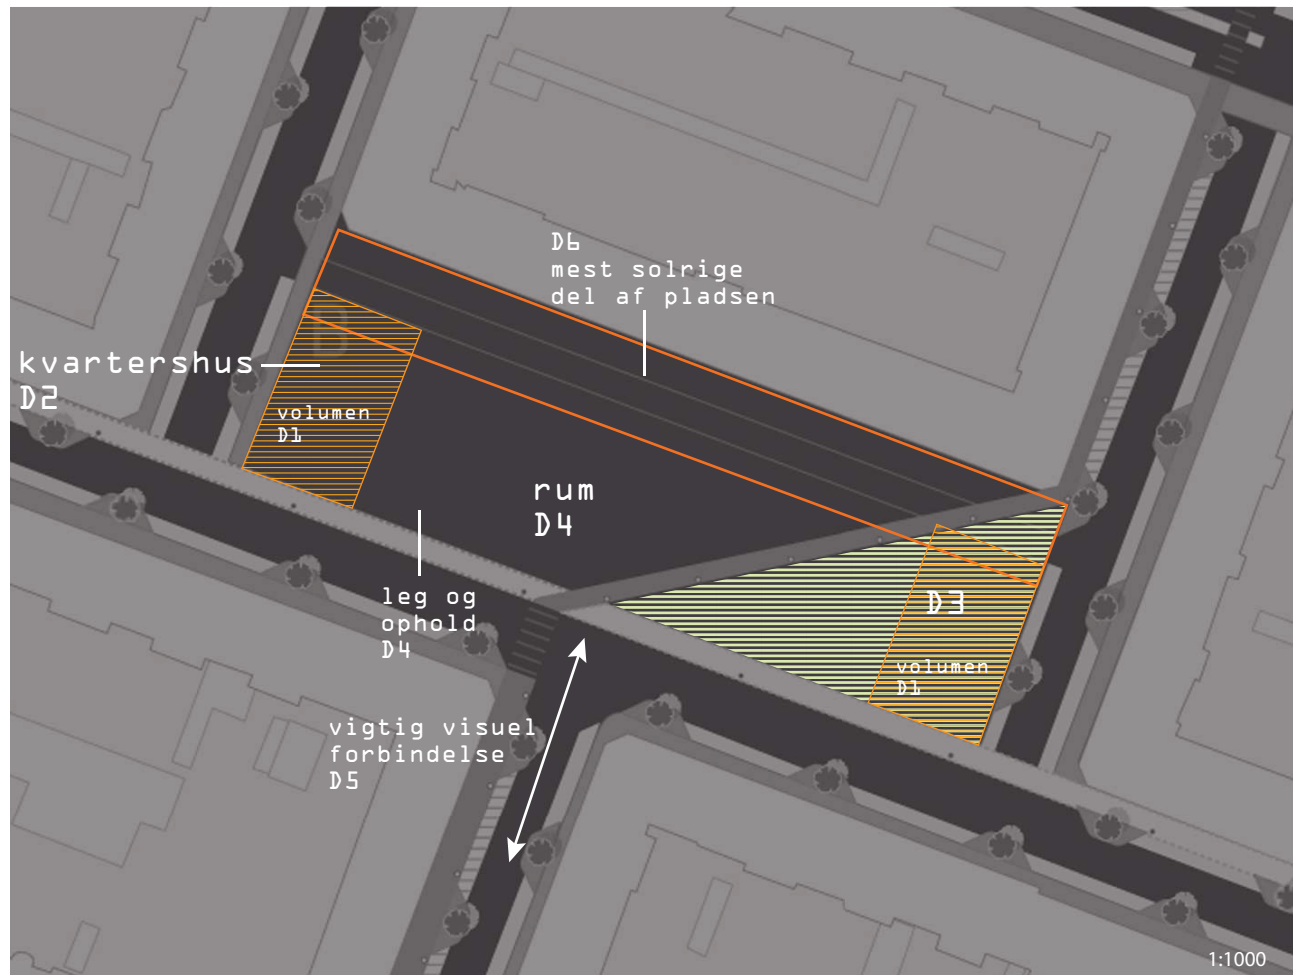 D6
mest solrige
del af pladsen
D
kvartershus
D2
volumen
D1
rum
D4
leg og
ophold
D4
D3
volumen
D1
vigtig visuel
forbindelse
D5
1:1000